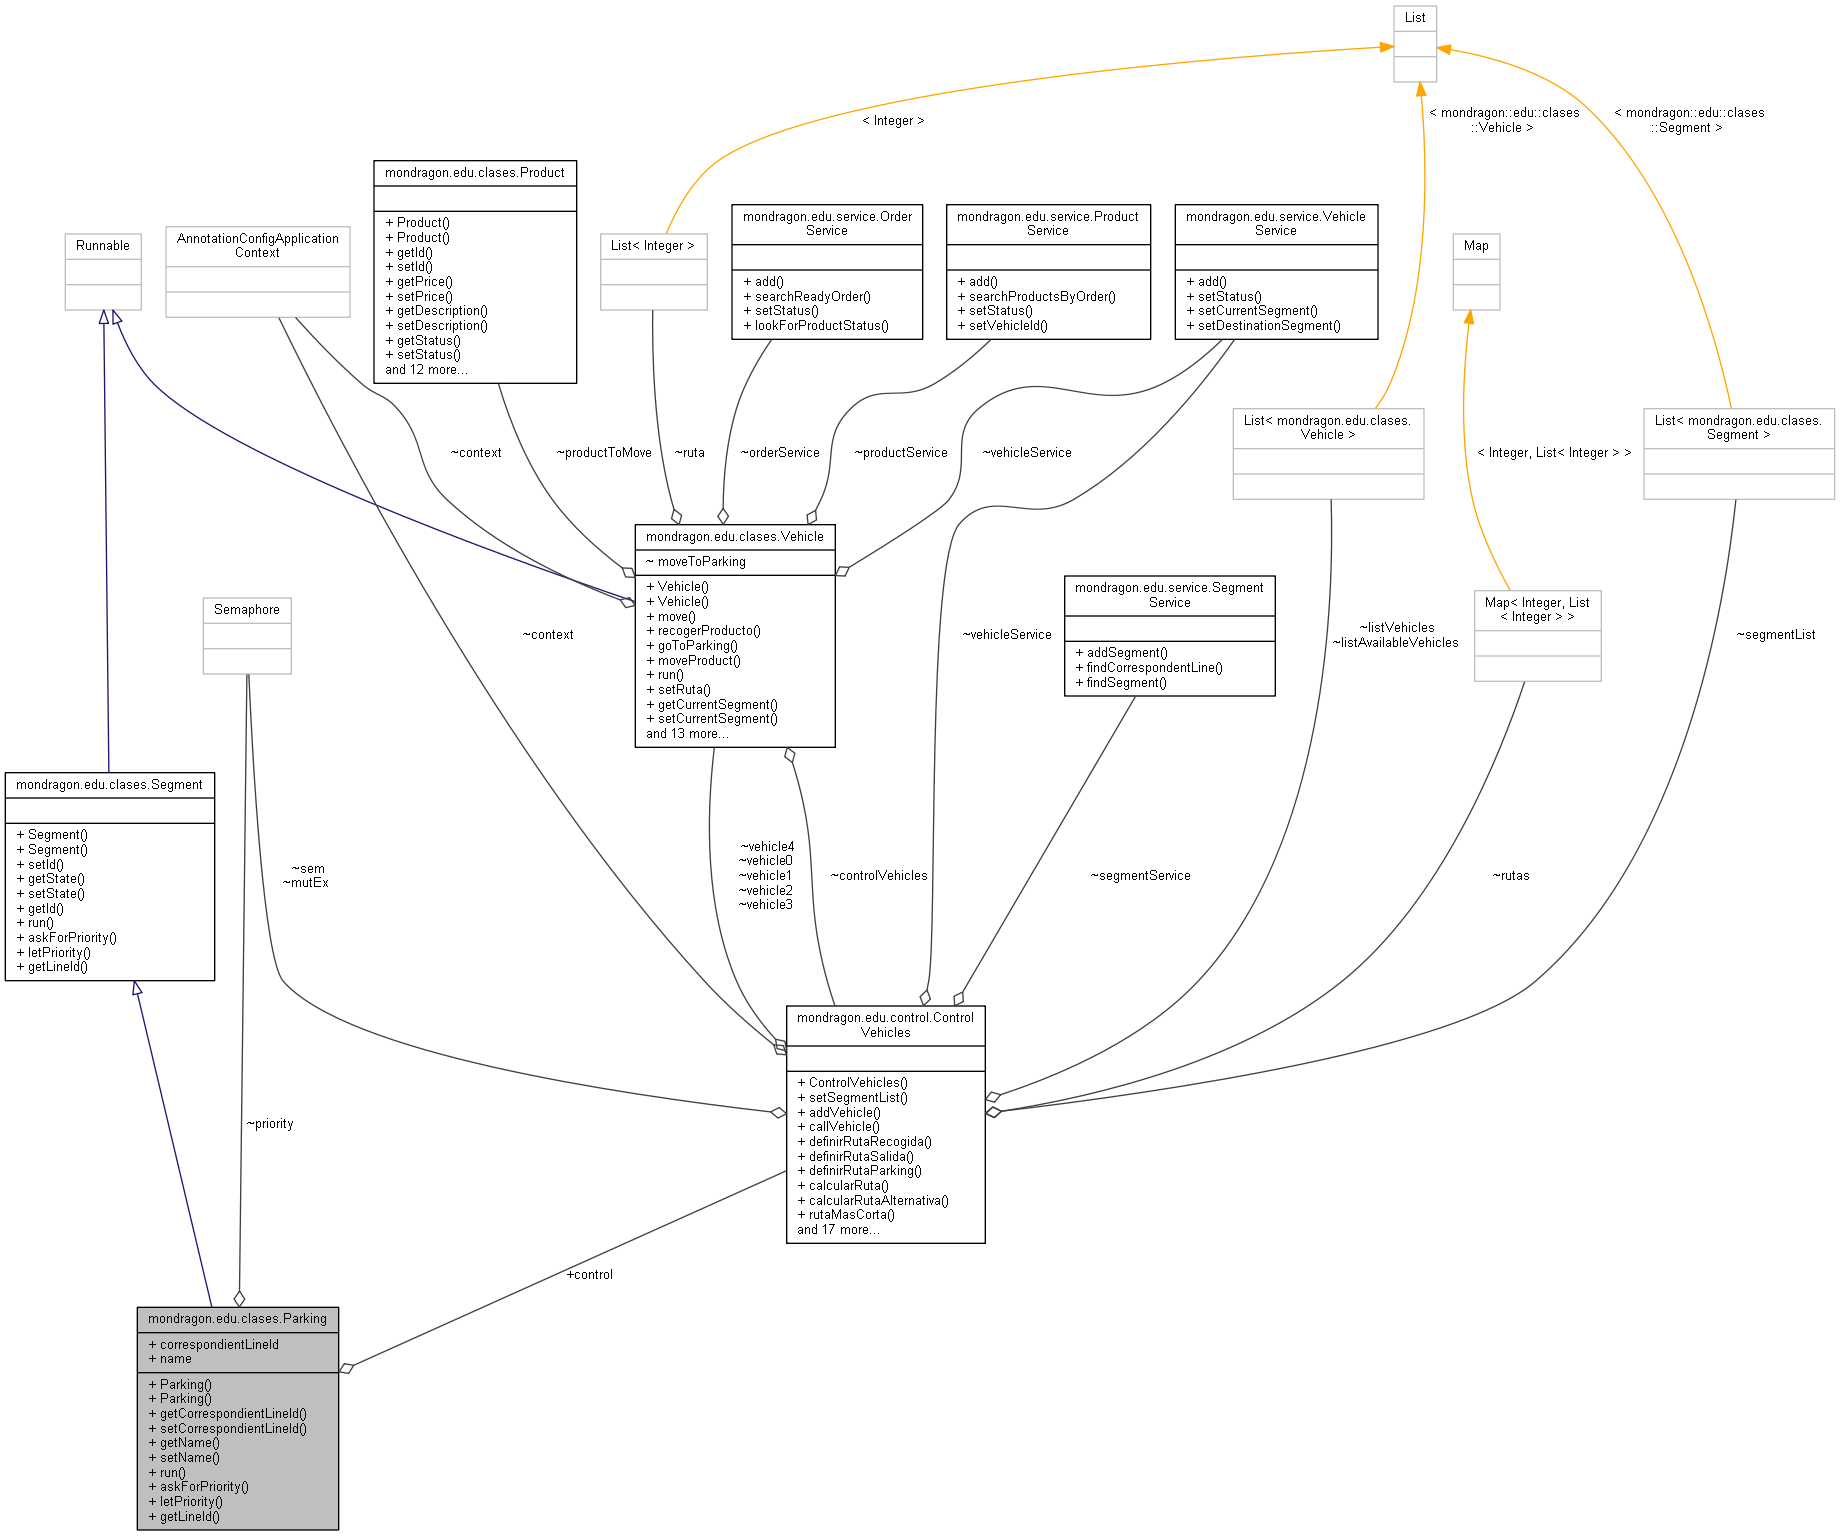 List
< Integer >
< mondragon::edu::clases
::Vehicle >
< mondragon::edu::clases
::Segment >
mondragon.edu.clases.Product
+ Product()
+ Product()
+ getId()
+ setId()
+ getPrice()
+ setPrice()
+ getDescription()
+ setDescription()
+ getStatus()
+ setStatus()
and 12 more...
Runnable
AnnotationConfigApplication
Context
List< Integer >
mondragon.edu.service.Order
Service
+ add()
+ searchReadyOrder()
+ setStatus()
+ lookForProductStatus()
mondragon.edu.service.Product
Service
+ add()
+ searchProductsByOrder()
+ setStatus()
+ setVehicleId()
mondragon.edu.service.Vehicle
Service
+ add()
+ setStatus()
+ setCurrentSegment()
+ setDestinationSegment()
Map
List< mondragon.edu.clases.
Vehicle >
List< mondragon.edu.clases.
Segment >
~context
~productToMove
~ruta
~orderService
~productService
~vehicleService
< Integer, List< Integer > >
mondragon.edu.clases.Vehicle
~ moveToParking
+ Vehicle()
+ Vehicle()
+ move()
+ recogerProducto()
+ goToParking()
+ moveProduct()
+ run()
+ setRuta()
+ getCurrentSegment()
+ setCurrentSegment()
and 13 more...
Semaphore
~context
~vehicleService
mondragon.edu.service.Segment
Service
+ addSegment()
+ findCorrespondentLine()
+ findSegment()
~listVehicles
~listAvailableVehicles
Map< Integer, List
< Integer > >
~segmentList
mondragon.edu.clases.Segment
+ Segment()
+ Segment()
+ setId()
+ getState()
+ setState()
+ getId()
+ run()
+ askForPriority()
+ letPriority()
+ getLineId()
~sem
~mutEx
~vehicle4
~vehicle0
~vehicle1
~vehicle2
~vehicle3
~controlVehicles
~segmentService
~rutas
mondragon.edu.control.Control
Vehicles
+ ControlVehicles()
+ setSegmentList()
+ addVehicle()
+ callVehicle()
+ definirRutaRecogida()
+ definirRutaSalida()
+ definirRutaParking()
+ calcularRuta()
+ calcularRutaAlternativa()
+ rutaMasCorta()
and 17 more...
~priority
+control
mondragon.edu.clases.Parking
+ correspondientLineId
+ name
+ Parking()
+ Parking()
+ getCorrespondientLineId()
+ setCorrespondientLineId()
+ getName()
+ setName()
+ run()
+ askForPriority()
+ letPriority()
+ getLineId()